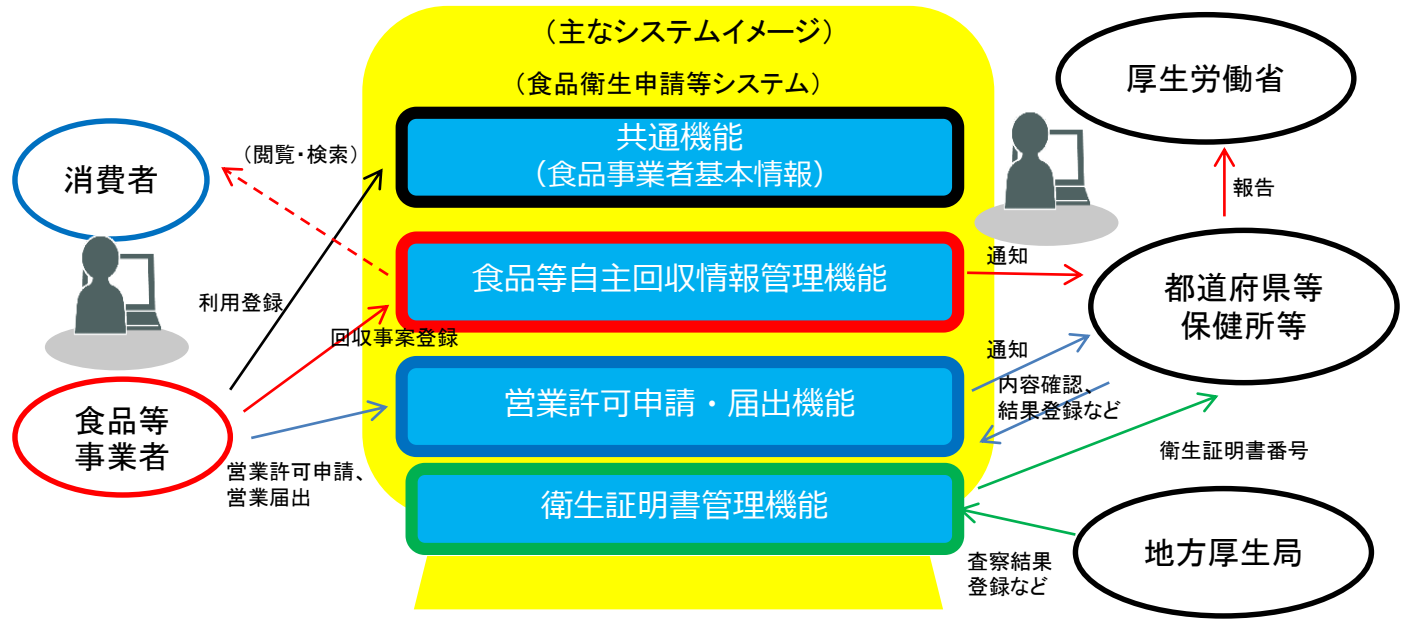 （主なシステムイメージ）
（食品衛生申請等システム）
共通機能
（食品事業者基本情報）
食品等自主回収情報管理機能
営業許可申請・届出機能
衛生証明書管理機能
消費者
（閲覧・検索）
利用登録
回収事案登録
食品等
事業者
営業許可申請、
営業届出
厚生労働省
報告
通知
都道府県等
保健所等
通知
内容確認、
結果登録など
衛生証明書番号
地方厚生局
査察結果
登録など